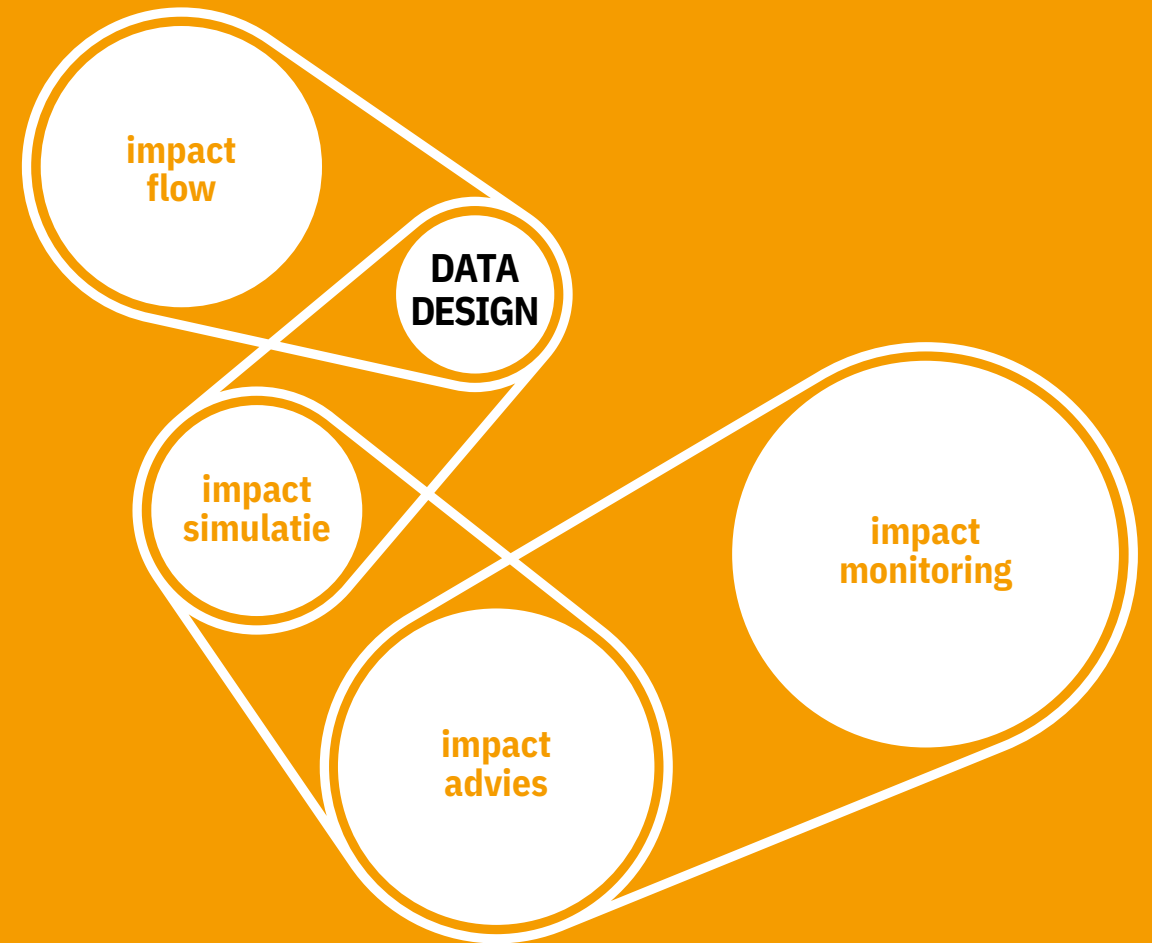 impact
flow
DATA
DESIGN
impact
simulatie
impact
monitoring
impact
advies